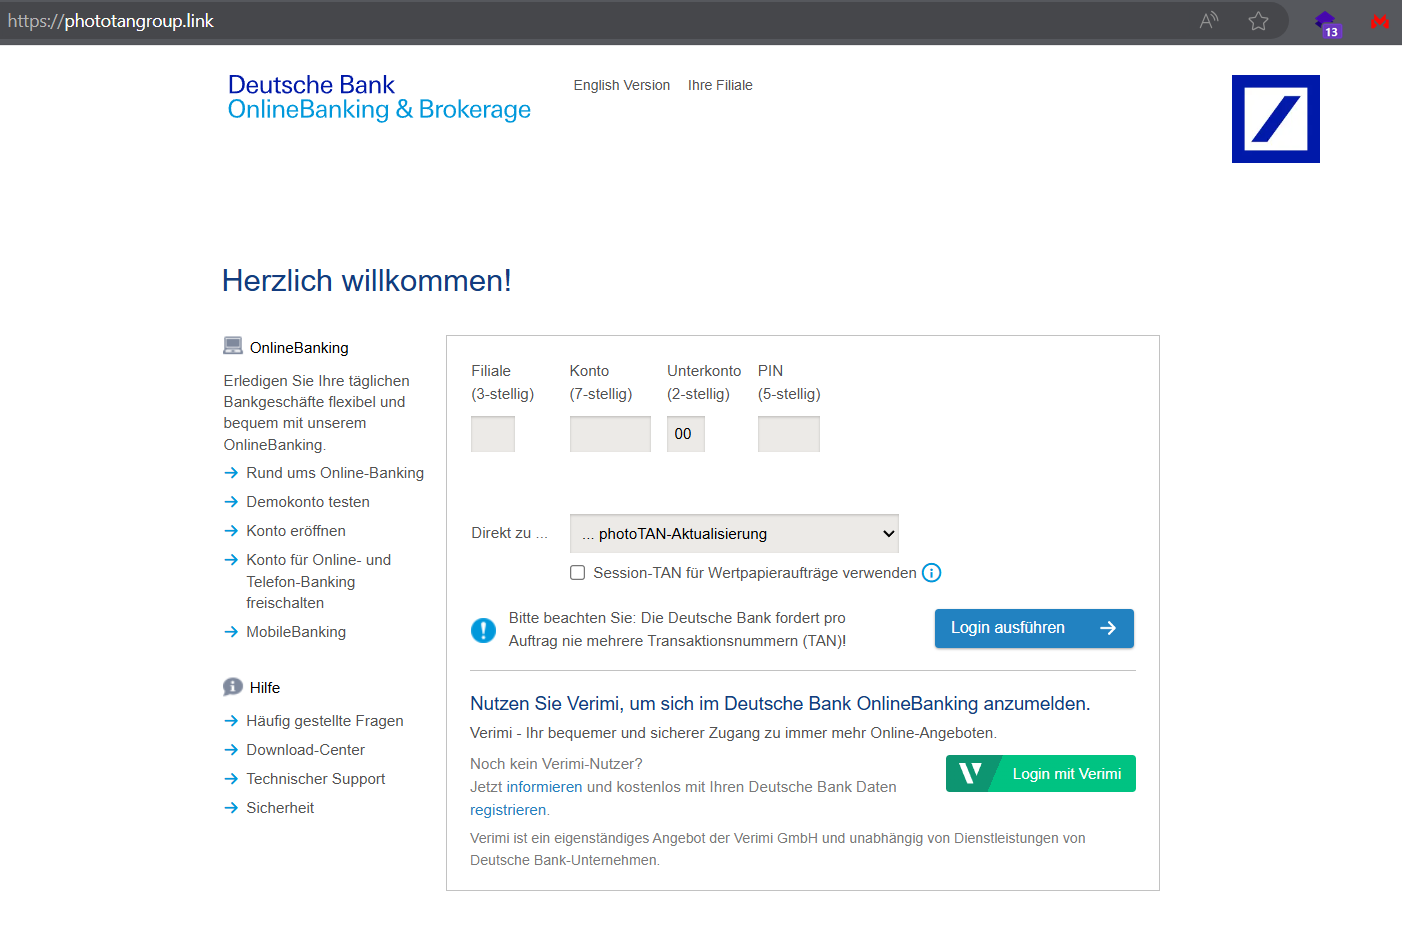 https://phototangroup.link
13
Deutsche Bank
OnlineBanking & Brokerage
English Version
Ihre Filiale
Herzlich willkommen!
OnlineBanking
Erledigen Sie Ihre täglichen
Bankgeschäfte flexibel und
bequem mit unserem
OnlineBanking.
Rund ums Online-Banking
Demokonto testen
Konto eröffnen
Konto für Online- und
Telefon-Banking
freischalten
MobileBanking
Hilfe
Häufig gestellte Fragen
Download-Center
Technischer Support
Sicherheit
Filiale
(3-stellig)
Konto
(7-stellig)
Unterkonto
(2-stellig)
00
PIN
(5-stellig)
Direkt zu ...
... photoTAN-Aktualisierung
Session-TAN für Wertpapieraufträge verwenden
Bitte beachten Sie: Die Deutsche Bank fordert pro
Auftrag nie mehrere Transaktionsnummern (TAN)!
Login ausführen
Nutzen Sie Verimi, um sich im Deutsche Bank OnlineBanking anzumelden.
Verimi - Ihr bequemer und sicherer Zugang zu immer mehr Online-Angeboten.
Noch kein Verimi-Nutzer?
Jetzt informieren und kostenlos mit Ihren Deutsche Bank Daten
registrieren.
Login mit Verimi
Verimi ist ein eigenständiges Angebot der Verimi GmbH und unabhängig von Dienstleistungen von
Deutsche Bank-Unternehmen.